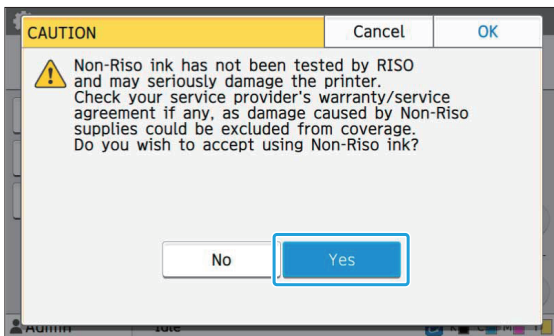 CAUTION
Cancel
OK
Non-Riso ink has not been tested by RISO
and may seriously damage the printer.
Check your service provider's warranty/service
agreement if any, as damage caused by Non-Riso
supplies could be excluded from coverage.
Do you wish to accept using Non-Riso ink?
No
Yes
Admin
Idle
K C M Y